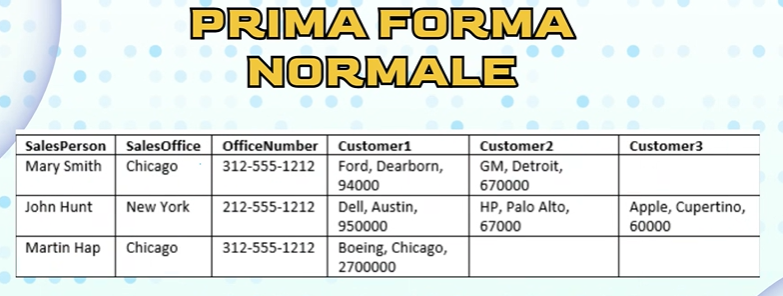 PRIMA FORMA
NORMALE
SalesPerson SalesOffice OfficeNumber Customer1 Customer2 Customer3
Mary Smith Chicago 312-555-1212 Ford, Dearborn, GM, Detroit,
94000 670000
John Hunt New York 212-555-1212 Dell, Austin, HP, Palo Alto, Apple, Cupertino,
950000 67000 60000
Martin Hap Chicago 312-555-1212 Boeing, Chicago,
2700000